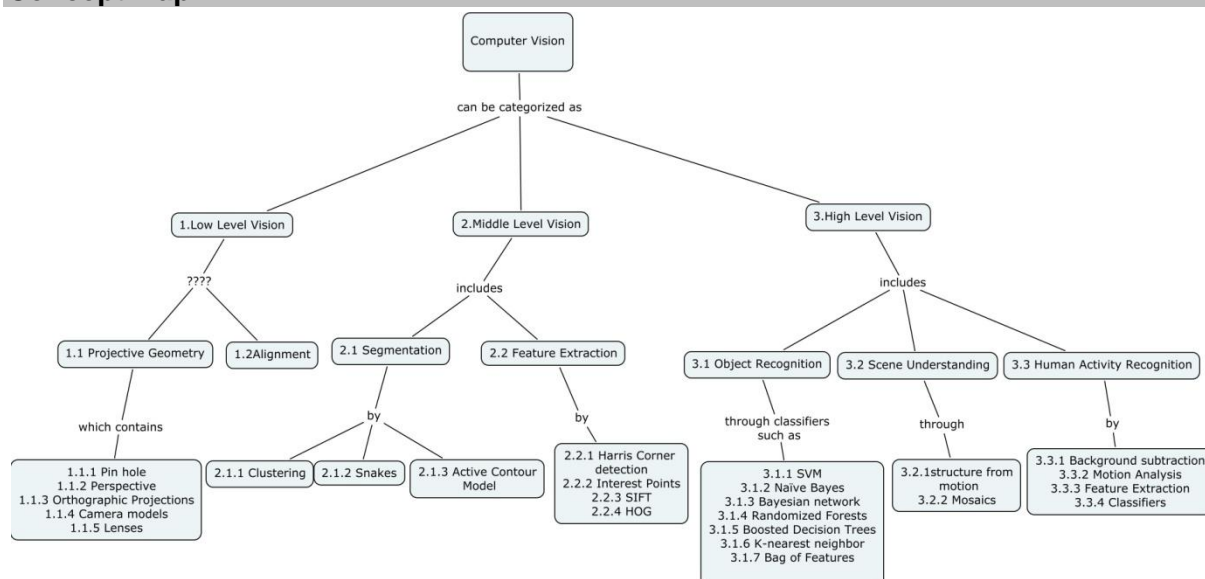 Computer Vision
can be categorized as
1.Low Level Vision
2.Middle Level Vision
3.High Level Vision
????
includes
includes
1.1 Projective Geometry
1.2Alignment
2.1 Segmentation
2.2 Feature Extraction
3.1 Object Recognition
3.2 Scene Understanding
3.3 Human Activity Recognition
which contains
by
by
through classifiers
such as
through
by
1.1.1 Pin hole
1.1.2 Perspective
1.1.3 Orthographic Projections
1.1.4 Camera models
1.1.5 Lenses
2.1.1 Clustering
2.1.2 Snakes
2.1.3 Active Contour
Model
2.2.1 Harris Corner
detection
2.2.2 Interest Points
2.2.3 SIFT
2.2.4 HOG
3.1.1 SVM
3.1.2 Naïve Bayes
3.1.3 Bayesian network
3.1.4 Randomized Forests
3.1.5 Boosted Decision Trees
3.1.6 K-nearest neighbor
3.1.7 Bag of Features
3.2.1structure from
motion
3.2.2 Mosaics
3.3.1 Background subtraction
3.3.2 Motion Analysis
3.3.3 Feature Extraction
3.3.4 Classifiers